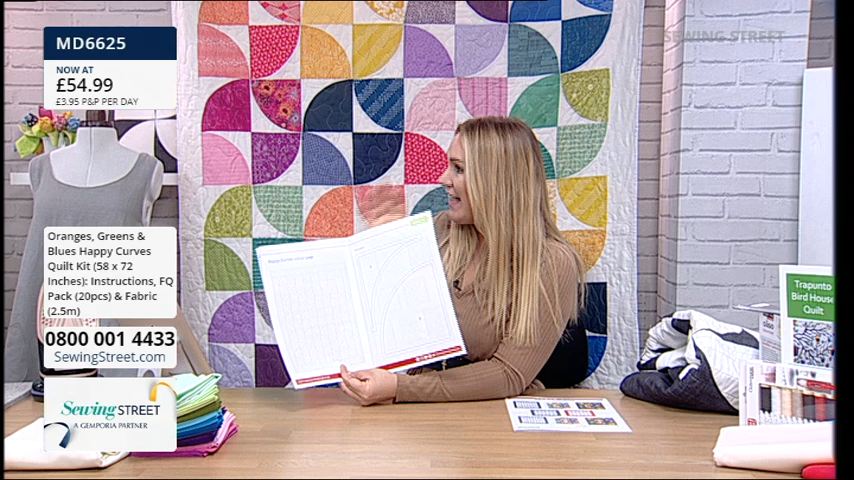 MD6625
NOW AT
£54.99
£3.95 P&P PER DAY
Oranges, Greens &
Blues Happy Curves
Quilt Kit (58 x 72
Inches): Instructions, FQ
Pack (20pcs) & Fabric
(2.5m)
0800 001 4433
SewingStreet.com
Sewing STREET
A GEMPORIA PARTNER
SEWING STREET
Trapunto
Bird House
Quilt